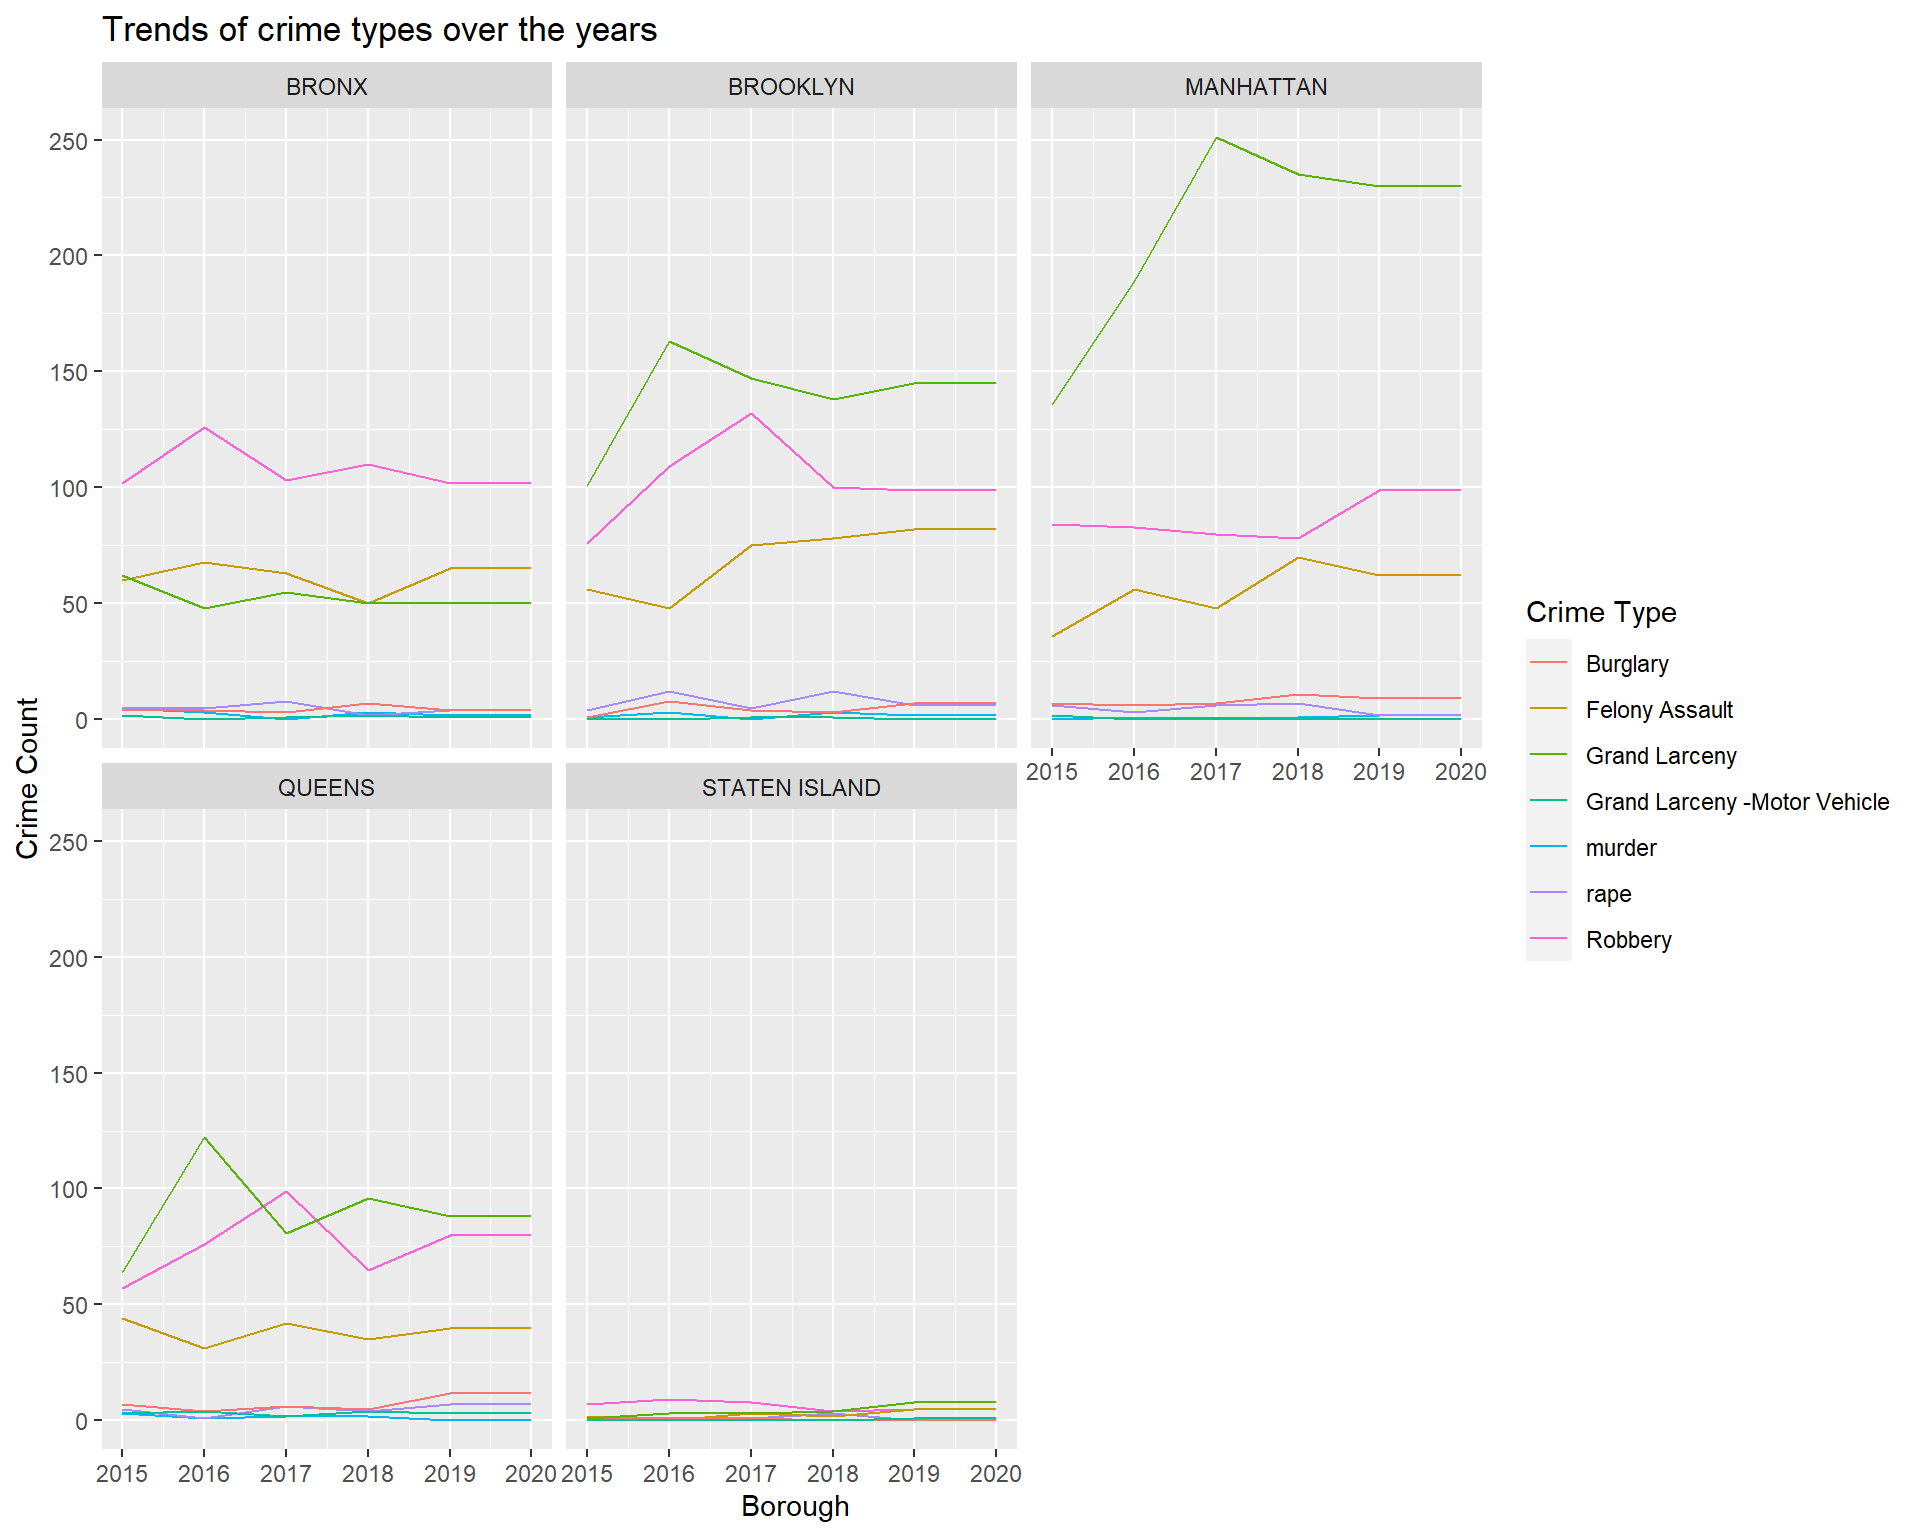 Trends of crime types over the years
BRONX
BROOKLYN
MANHATTAN
250
200
150
100
50
0
2015 2016 2017 2018 2019 2020
QUEENS
STATEN ISLAND
250
200
150
100
50
0
2015 2016 2017 2018 2019 2020
2015 2016 2017 2018 2019 2020
Borough
Crime Count
Crime Type
Burglary
Felony Assault
Grand Larceny
Grand Larceny -Motor Vehicle
murder
rape
Robbery